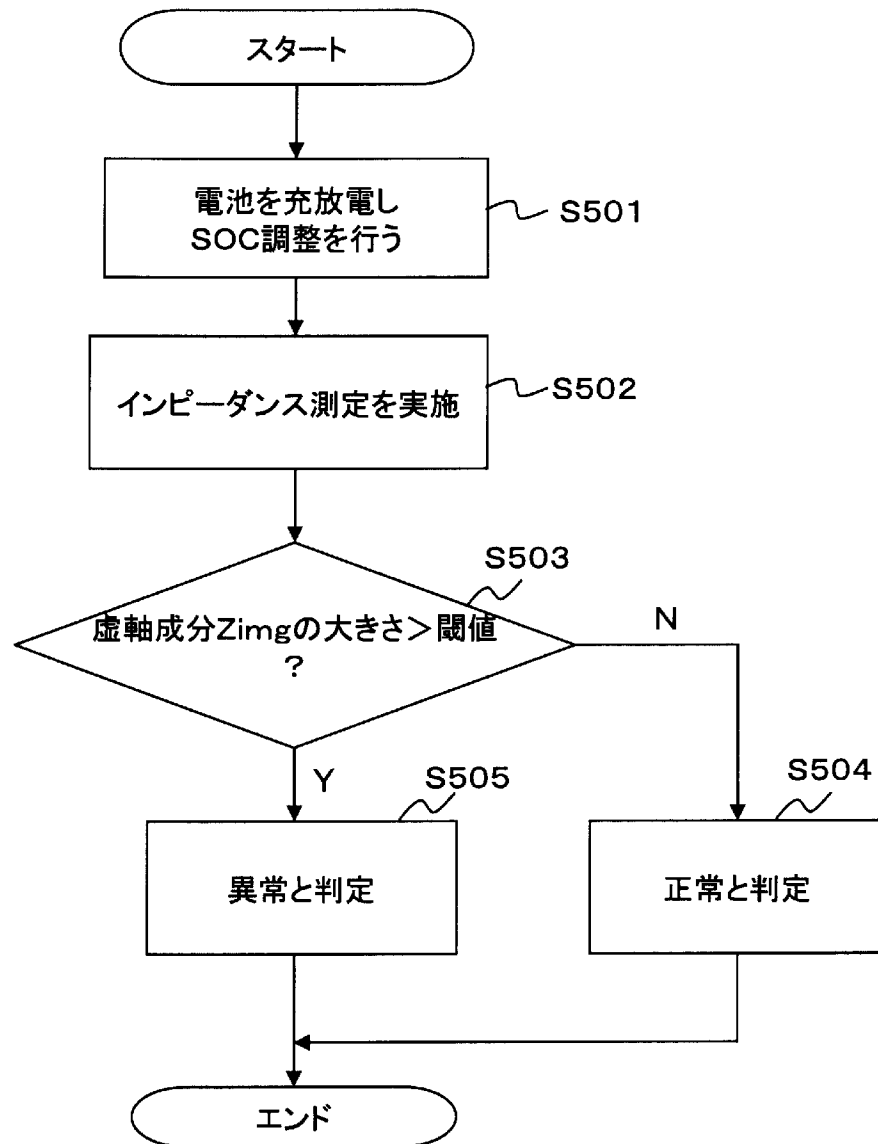 スタート
電池を充放電し
SOC調整を行う
S501
インピーダンス測定を実施
S502
S503
虚軸成分Zimgの大きさ>閾値
?
N
Y
S505
S504
異常と判定
正常と判定
エンド